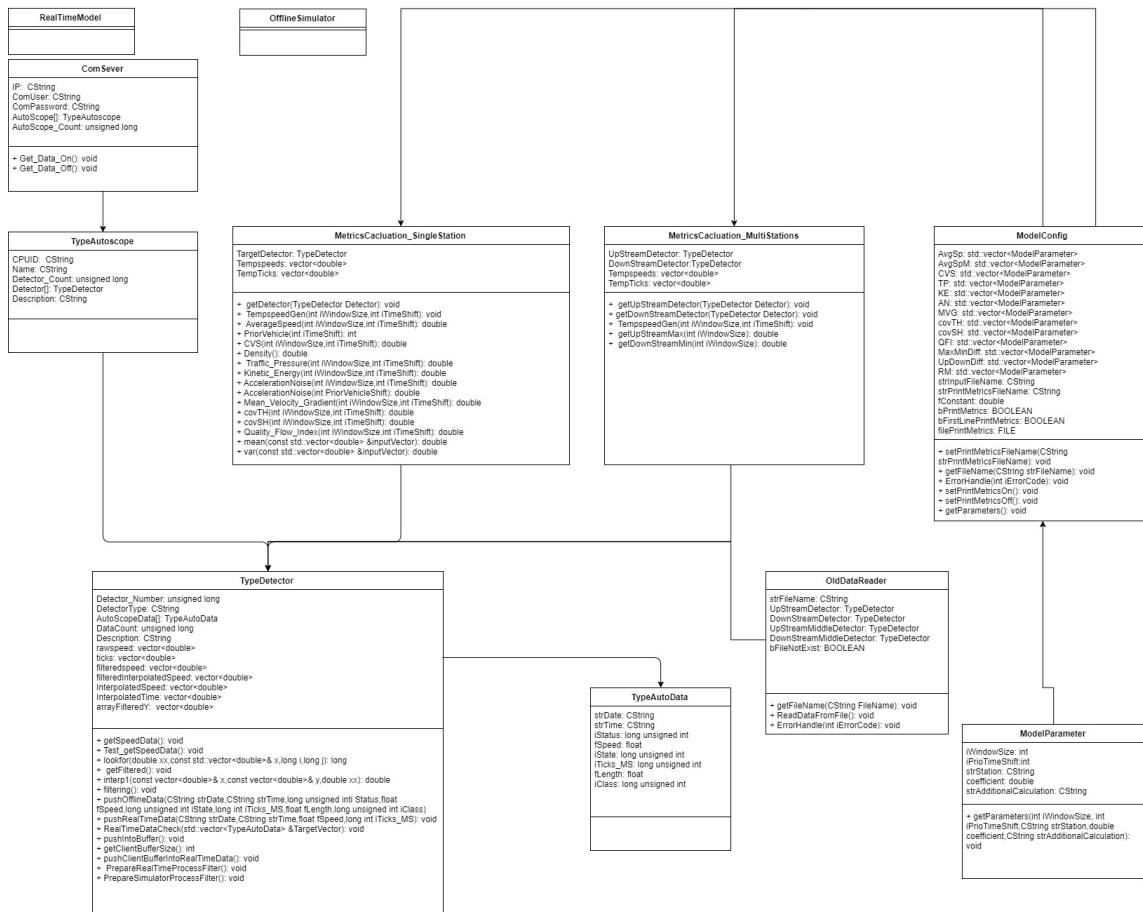 RealTimeModel
OfflineSimulator
ComSever
IP:  CString
ComUser: CString
ComPassword: CString
AutoScope[]: TypeAutoscope
AutoScope_Count: unsigned long
+ Get_Data_On(): void
+ Get_Data_Off(): void
TypeAutoscope
CPUID:  CString
Name: CString
Detector_Count: unsigned long
Detector[]: TypeDetector
Description: CString
MetricsCacluation_SingleStation
TargetDetector: TypeDetector
Tempspeeds: vector<double>
TempTicks: vector<double>
+  getDetector(TypeDetector Detector): void
+  TempspeedGen(int iWindowSize,int iTimeShift): void
+  AverageSpeed(int iWindowSize,int iTimeShift): double
+ PriorVehicle(int iTimeShift): int
+ CVS(int iWindowSize,int iTimeShift): double
+ Density(): double
+  Traffic_Pressure(int iWindowSize,int iTimeShift): double
+ Kinetic_Energy(int iWindowSize,int iTimeShift): double
+ AccelerationNoise(int iWindowSize,int iTimeShift): double
+ AccelerationNoise(int PriorVehicleShift): int
+ Mean_Velocity_Gradient(int iWindowSize,int iTimeShift): double
+ covTH(int iWindowSize,int iTimeShift): double
+ covSH(int iWindowSize,int iTimeShift): double
+ Quality_Flow_Index(int iWindowSize,int iTimeShift): double
+ mean(const std::vector<double> &inputVector): double
+ var(const std::vector<double> &inputVector): double
MetricsCacluation_MultiStations
UpStreamDetector: TypeDetector
DownStreamDetector:TypeDetector
Tempspeeds: vector<double>
TempTicks: vector<double>
+  getUpStreamDetector(TypeDetector Detector): void
+ getDownStreamDetector(TypeDetector Detector): void
+  TempspeedGen(int iWindowSize,int iTimeShift): void
+ getUpStreamMax(int iWindowSize): double
+  getDownStreamMin(int iWindowSize): double
ModelConfig
AvgSp: std::vector<ModelParameter>
AvgSpM: std::vector<ModelParameter>
CVS: std::vector<ModelParameter>
TP: std::vector<ModelParameter>
KE: std::vector<ModelParameter>
AN: std::vector<ModelParameter>
MVG: std::vector<ModelParameter>
covTH: std::vector<ModelParameter>
covSH: std::vector<ModelParameter>
QFI: std::vector<ModelParameter>
MaxMinDiff: std::vector<ModelParameter>
UpDownDiff: std::vector<ModelParameter>
RM: std::vector<ModelParameter>
strInputFileName: CString
strPrintMetricsFileName: CString
fConstant: double
bPrintMetrics: BOOLEAN
bFirstLinePrintMetrics: BOOLEAN
filePrintMetrics: FILE
+ setPrintMetricsFileName(CString
strPrintMetricsFileName): void
+ getFileName(CString strFileName): void
+ ErrorHandle(int iErrorCode): void
+ setPrintMetricsOn(): void
+ setPrintMetricsOff(): void
+ getParameters(): void
TypeDetector
Detector_Number: unsigned long
DetectorType: CString
AutoScopeData[]: TypeAutoData
DataCount: unsigned long
Description: CString
rawspeed: vector<double>
ticks: vector<double>
filteredspeed: vector<double>
filteredInterpolatedSpeed: vector<double>
InterpolatedSpeed: vector<double>
InterpolatedTime: vector<double>
arrayFilteredY:  vector<double>
+ getSpeedData(): void
+ Test_getSpeedData(): void
+ lookfor(double xx,const std::vector<double>& x,long i,long j): long
+  getFiltered(): void
+ interp1(const vector<double>& x,const vector<double>& y,double xx): double
+ filtering(): void
+ pushOfflineData(CString strDate,CString strTime,long unsigned inti Status,float
fSpeed,long unsigned int iState,long int iTicks_MS,float fLength,long unsigned int iClass)
+ pushRealTimeData(CString strDate,CString strTime,float fSpeed,long int iTicks_MS): void
+ RealTimeDataCheck(std::vector<TypeAutoData> &TargetVector): void
+ pushIntoBuffer(): void
+ getClientBufferSize(): int
+ pushClientBufferIntoRealTimeData(): void
+  PrepareRealTimeProcessFilter(): void
+ PrepareSimulatorProcessFilter(): void
TypeAutoData
strDate: CString
strTime: CString
iStatus: long unsigned int
fSpeed: float
iState: long unsigned int
iTicks_MS: long unsigned int
fLength: float
iClass: long unsigned int
OldDataReader
strFileName: CString
UpStreamDetector: TypeDetector
DownStreamDetector: TypeDetector
UpStreamMiddleDetector: TypeDetector
DownStreamMiddleDetector: TypeDetector
bFileNotExist: BOOLEAN
+ getFileName(CString FileName): void
+ ReadDataFromFile(): void
+ ErrorHandle(int iErrorCode): void
ModelParameter
iWindowSize: int
iPrioTimeShift:int
strStation: CString
coefficient: double
strAdditionalCalculation: CString
+ getParameters(int iWindowSize, int
iPrioTimeShift,CString strStation,double
coefficient,CString strAdditionalCalculation):
void